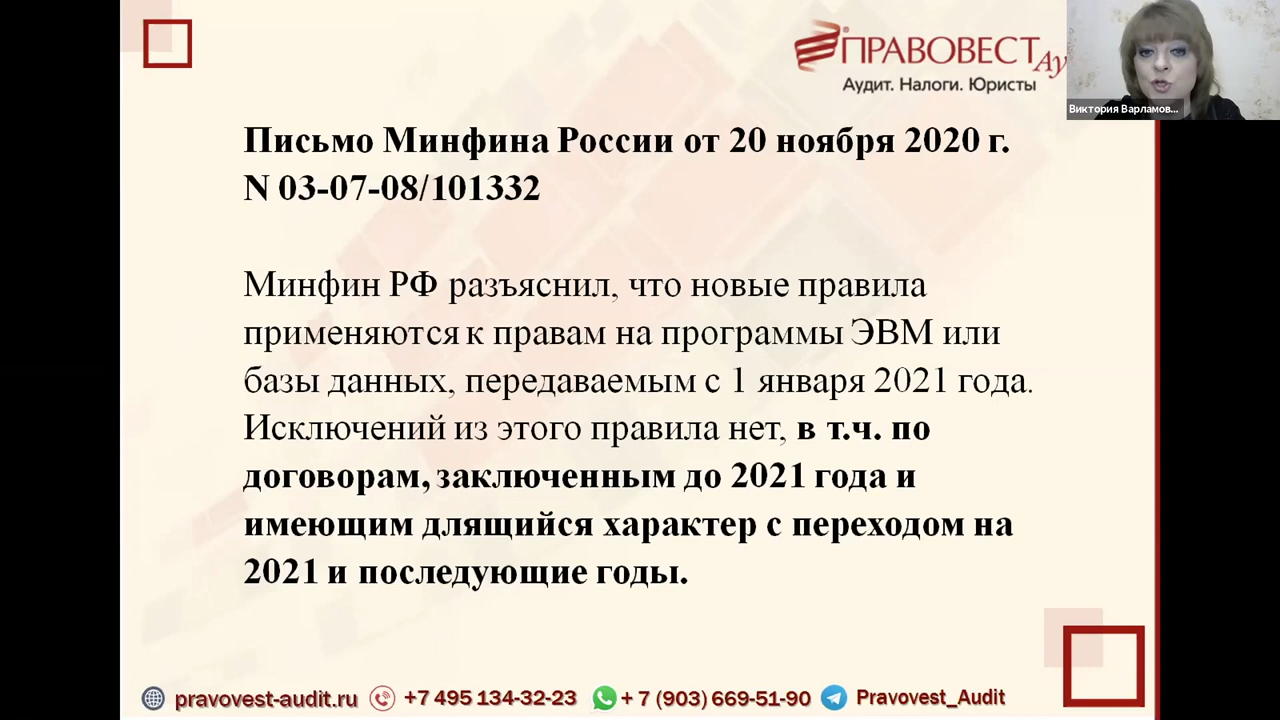 ПРАВОВЕСТ Ау
Аудит. Налоги. Юристы
Виктория Варламов...
Письмо Минфина России от 20 ноября 2020 г.
N 03-07-08/101332
Минфин РФ разъяснил, что новые правила
применяются к правам на программы ЭВМ или
базы данных, передаваемым с 1 января 2021 года.
Исключений из этого правила нет, в т.ч. по
договорам, заключенным до 2021 года и
имеющим длящийся характер с переходом на
2021 и последующие годы.
pravovest-audit.ru +7 495 134-32-23 + 7 (903) 669-51-90 Pravovest_Audit